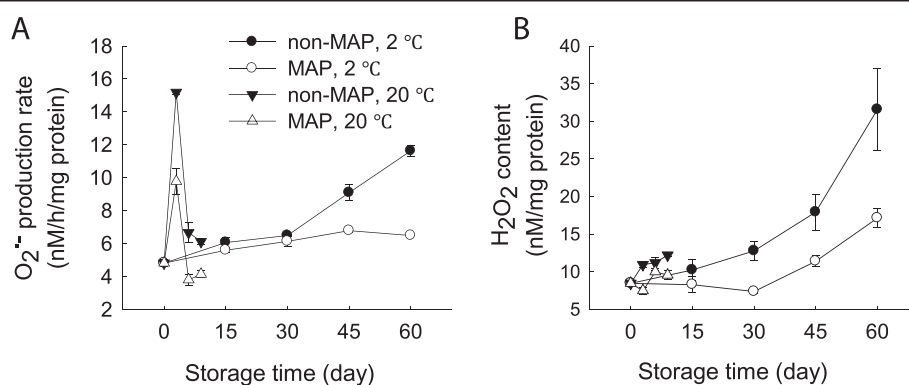 A
non-MAP, 2 ℃
MAP, 2 ℃
non-MAP, 20 ℃
MAP, 20 ℃
O₂·⁻ production rate
(nM/h/mg protein)
18
16
14
12
10
8
6
4
2
0 15 30 45 60
Storage time (day)
B
H₂O₂ content
(nM/mg protein)
40
35
30
25
20
15
10
5
0 15 30 45 60
Storage time (day)